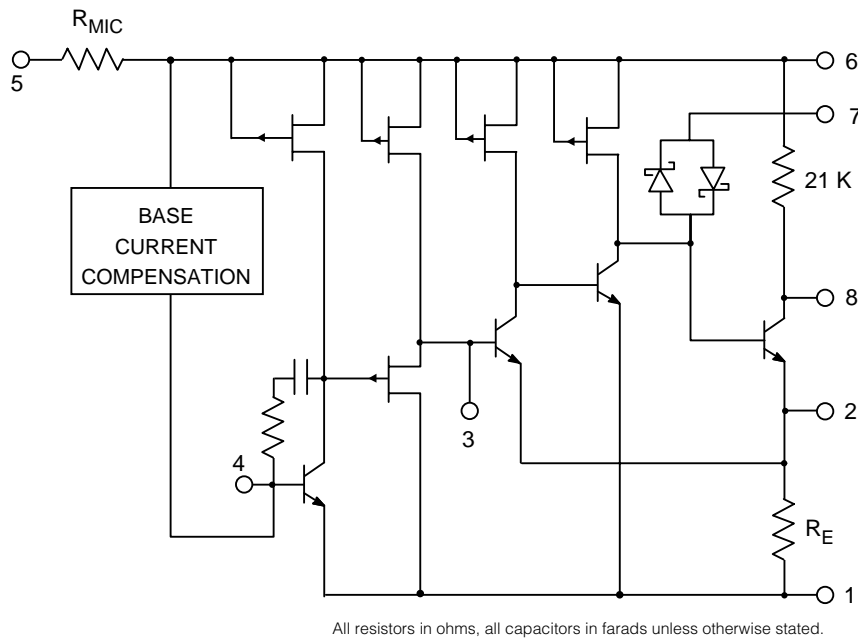 R_MIC
5
6
7
21 K
BASE
CURRENT
COMPENSATION
8
4
3
2
R_E
1
All resistors in ohms, all capacitors in farads unless otherwise stated.